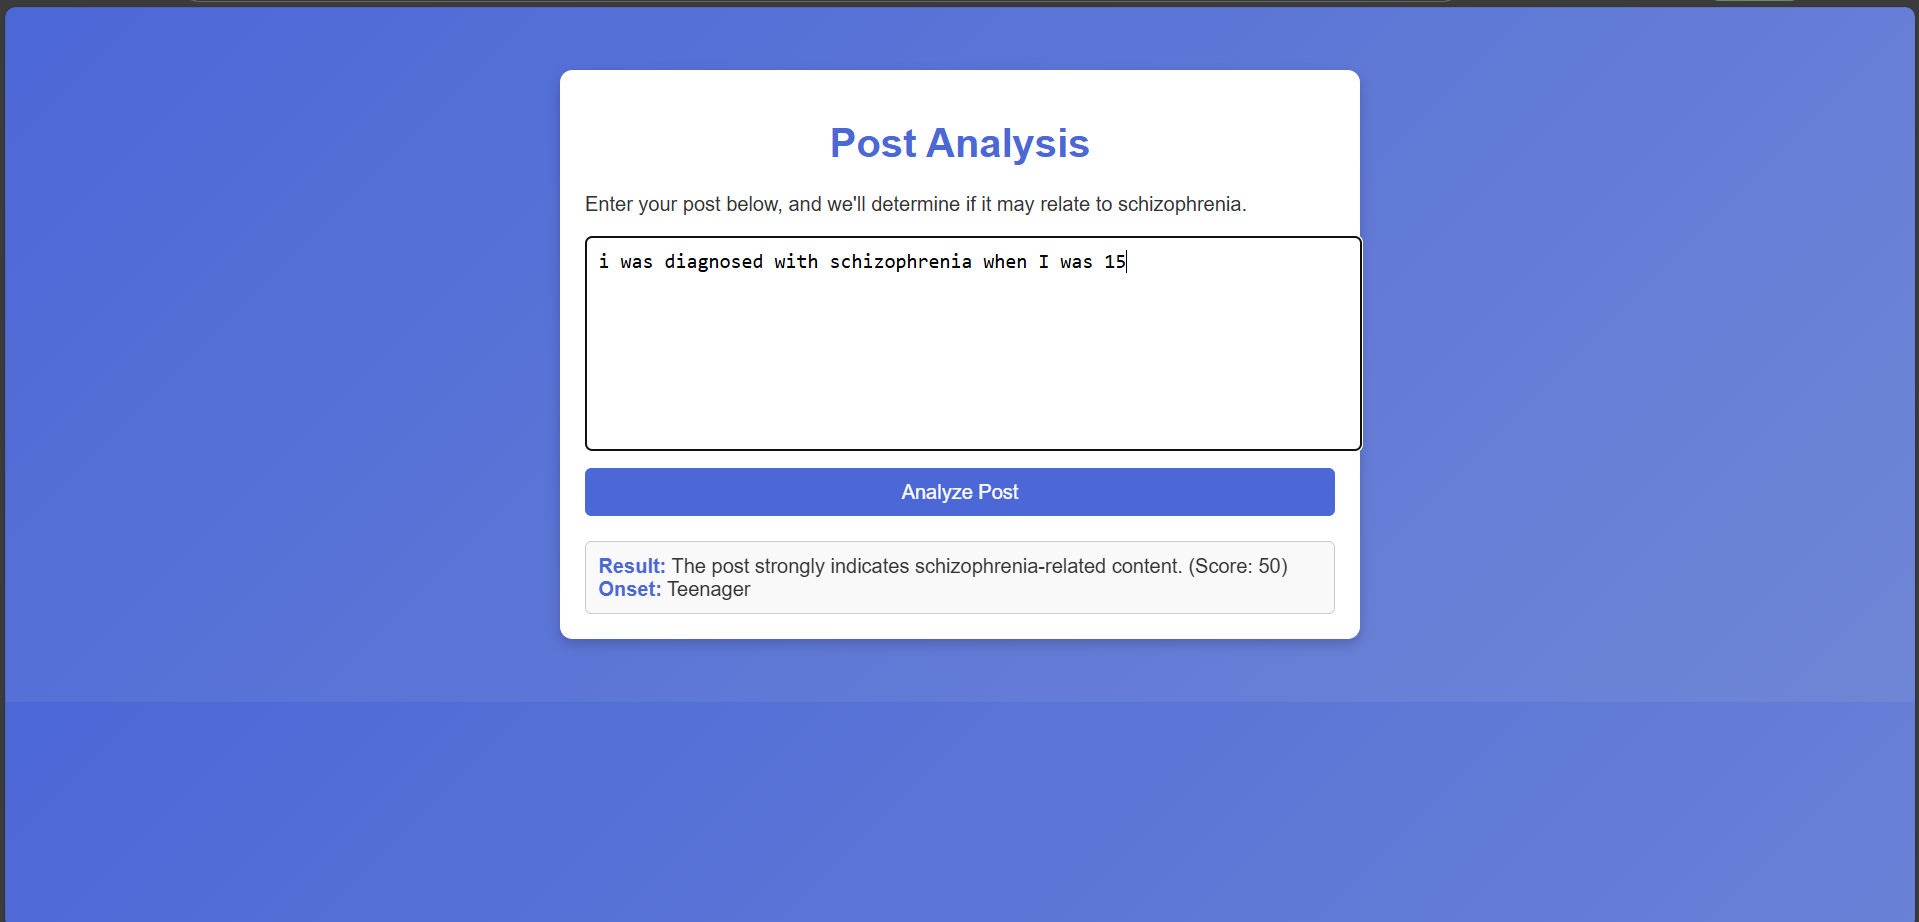 Post Analysis
Enter your post below, and we'll determine if it may relate to schizophrenia.
i was diagnosed with schizophrenia when I was 15
Analyze Post
Result: The post strongly indicates schizophrenia-related content. (Score: 50)
Onset: Teenager